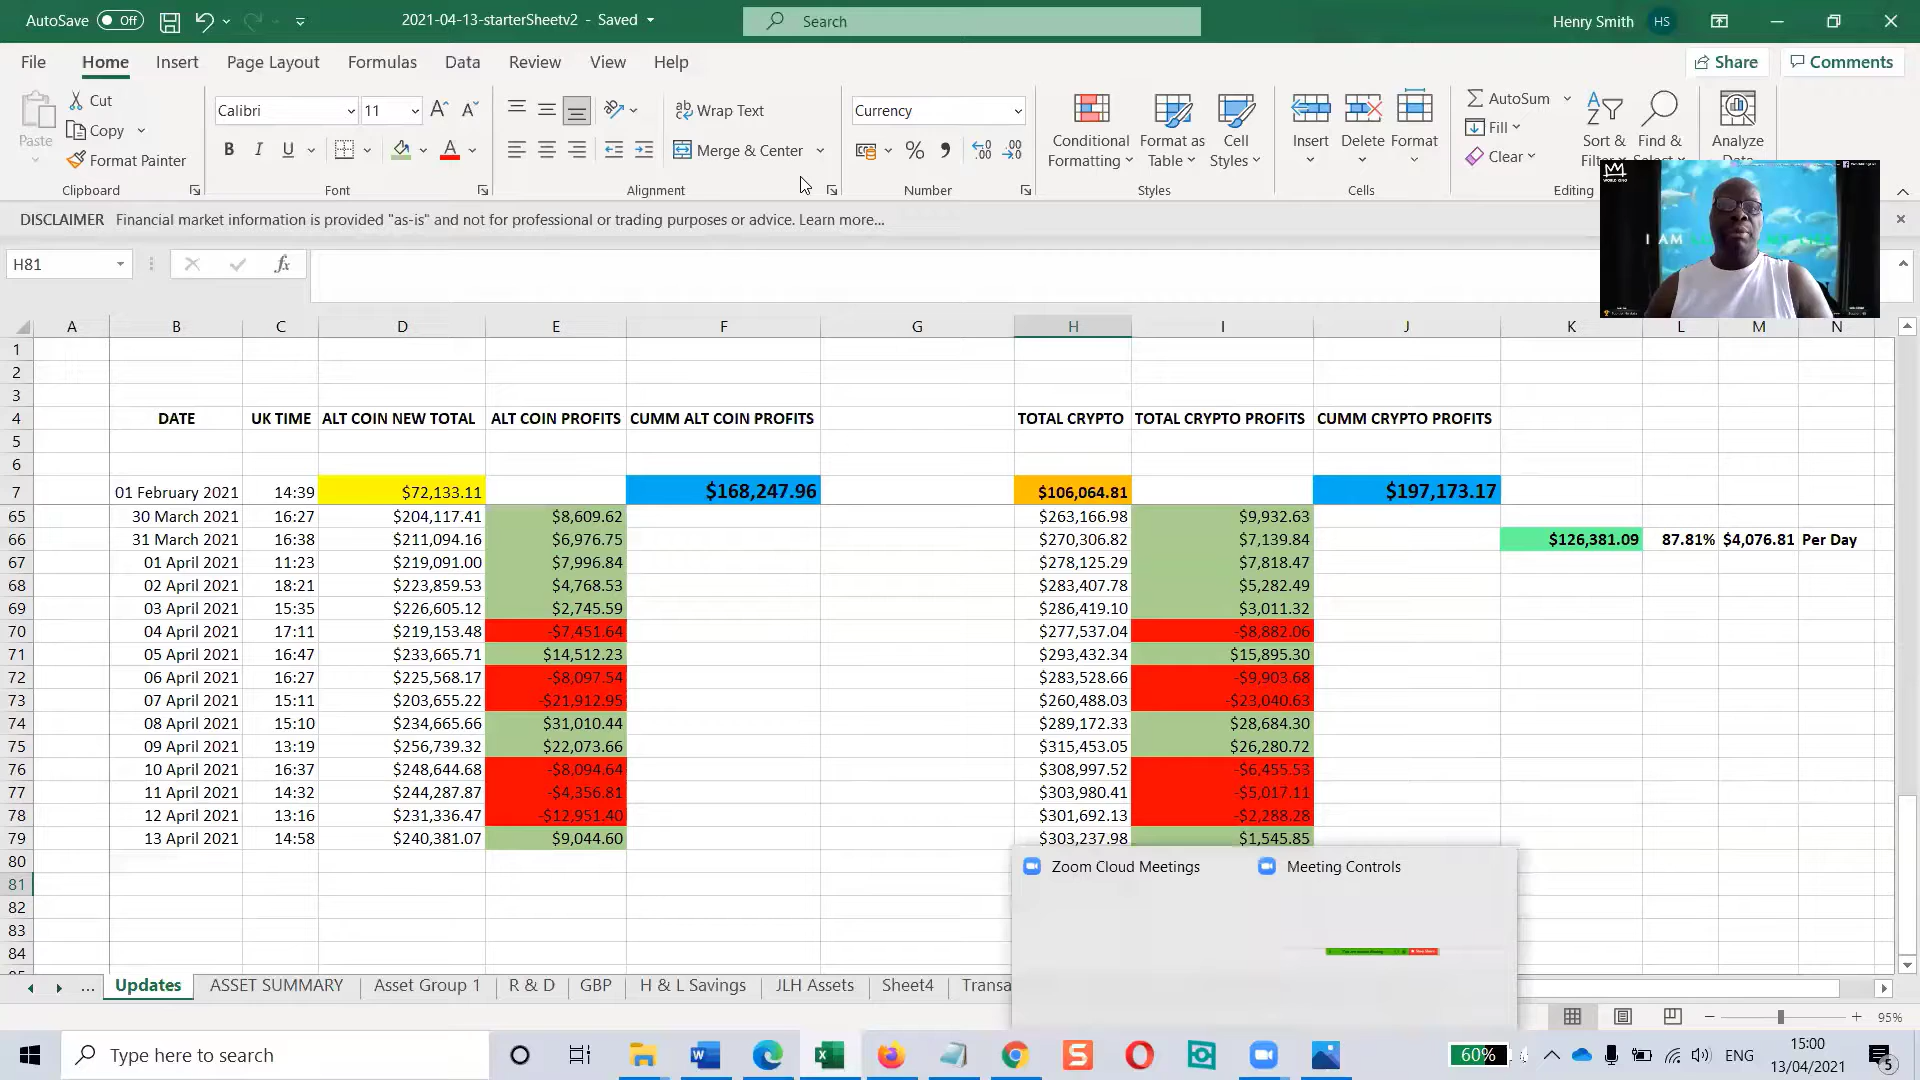 AutoSave Off 2021-04-13-starterSheetv2 - Saved Search Henry Smith HS
File Home Insert Page Layout Formulas Data Review View Help Share Comments
Paste Cut Copy Format Painter Clipboard
Calibri 11 B I U Font
Wrap Text Merge & Center Alignment
Currency % Number
Conditional Formatting Format as Table Cell Styles Styles
Insert Delete Format Cells
AutoSum Fill Clear Sort & Find & Editing
Analyze
I AM
DISCLAIMER Financial market information is provided "as-is" and not for professional or trading purposes or advice. Learn more...
H81 fx
A B C D E F G H I J K L M N
1
2
3
4 DATE UK TIME ALT COIN NEW TOTAL ALT COIN PROFITS CUMM ALT COIN PROFITS TOTAL CRYPTO TOTAL CRYPTO PROFITS CUMM CRYPTO PROFITS
5
6
7 01 February 2021 14:39 $72,133.11 $168,247.96 $106,064.81 $197,173.17
65 30 March 2021 16:27 $204,117.41 $8,609.62 $263,166.98 $9,932.63
66 31 March 2021 16:38 $211,094.16 $6,976.75 $270,306.82 $7,139.84 $126,381.09 87.81% $4,076.81 Per Day
67 01 April 2021 11:23 $219,091.00 $7,996.84 $278,125.29 $7,818.47
68 02 April 2021 18:21 $223,859.53 $4,768.53 $283,407.78 $5,282.49
69 03 April 2021 15:35 $226,605.12 $2,745.59 $286,419.10 $3,011.32
70 04 April 2021 17:11 $219,153.48 -$7,451.64 $277,537.04 -$8,882.06
71 05 April 2021 16:47 $233,665.71 $14,512.23 $293,432.34 $15,895.30
72 06 April 2021 16:27 $225,568.17 -$8,097.54 $283,528.66 -$9,903.68
73 07 April 2021 15:11 $203,655.22 -$21,912.95 $260,488.03 -$23,040.63
74 08 April 2021 15:10 $234,665.66 $31,010.44 $289,172.33 $28,684.30
75 09 April 2021 13:19 $256,739.32 $22,073.66 $315,453.05 $26,280.72
76 10 April 2021 16:37 $248,644.68 -$8,094.64 $308,997.52 -$6,455.53
77 11 April 2021 14:32 $244,287.87 -$4,356.81 $303,980.41 -$5,017.11
78 12 April 2021 13:16 $231,336.47 -$12,951.40 $301,692.13 -$2,288.28
79 13 April 2021 14:58 $240,381.07 $9,044.60 $303,237.98 $1,545.85
80
81
82
83
84
Zoom Cloud Meetings Meeting Controls
... Updates ASSET SUMMARY Asset Group 1 R & D GBP H & L Savings JLH Assets Sheet4 Transa
95%
Type here to search 60% ENG 15:00
13/04/2021 5